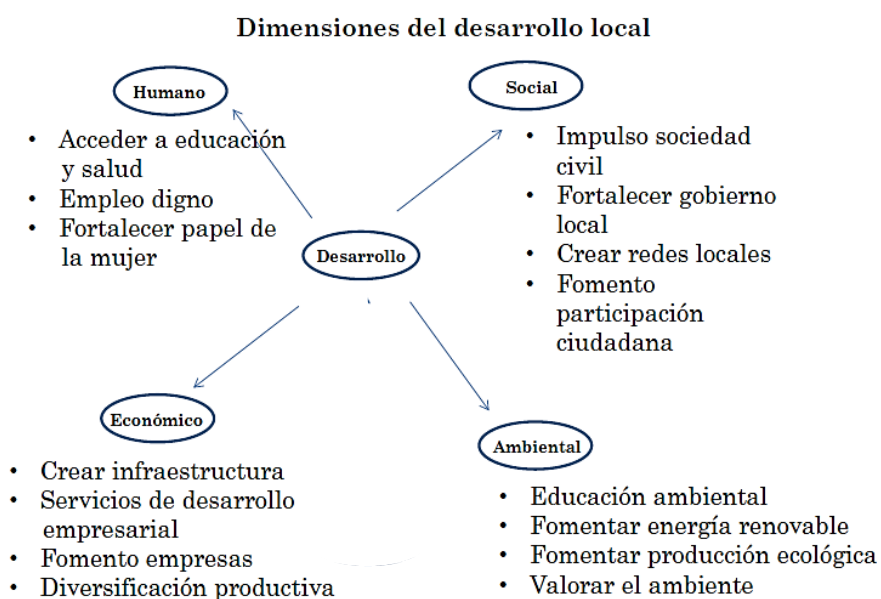 Dimensiones del desarrollo local
Humano
• Acceder a educación
y salud
• Empleo digno
• Fortalecer papel de
la mujer
Social
• Impulso sociedad
civil
• Fortalecer gobierno
local
• Crear redes locales
• Fomento
participación
ciudadana
Desarrollo
Económico
• Crear infraestructura
• Servicios de desarrollo
empresarial
• Fomento empresas
• Diversificación productiva
Ambiental
• Educación ambiental
• Fomentar energía renovable
• Fomentar producción ecológica
• Valorar el ambiente